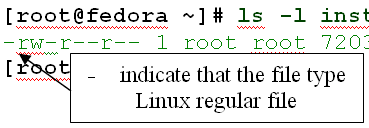 [root@fedora ~]# ls -l inst
-rw-r--r-- 1 root root 7203
- indicate that the file type
Linux regular file
[root